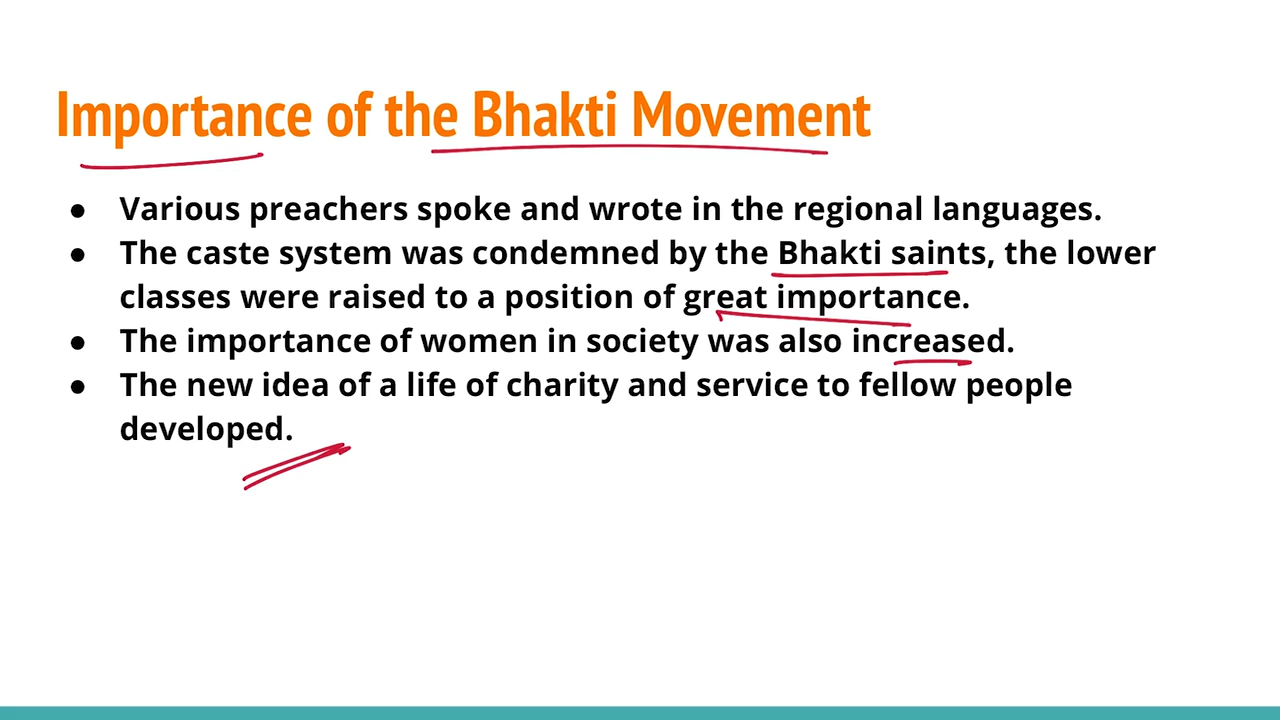 Importance of the Bhakti Movement
● Various preachers spoke and wrote in the regional languages.
● The caste system was condemned by the Bhakti saints, the lower
classes were raised to a position of great importance.
● The importance of women in society was also increased.
● The new idea of a life of charity and service to fellow people
developed.